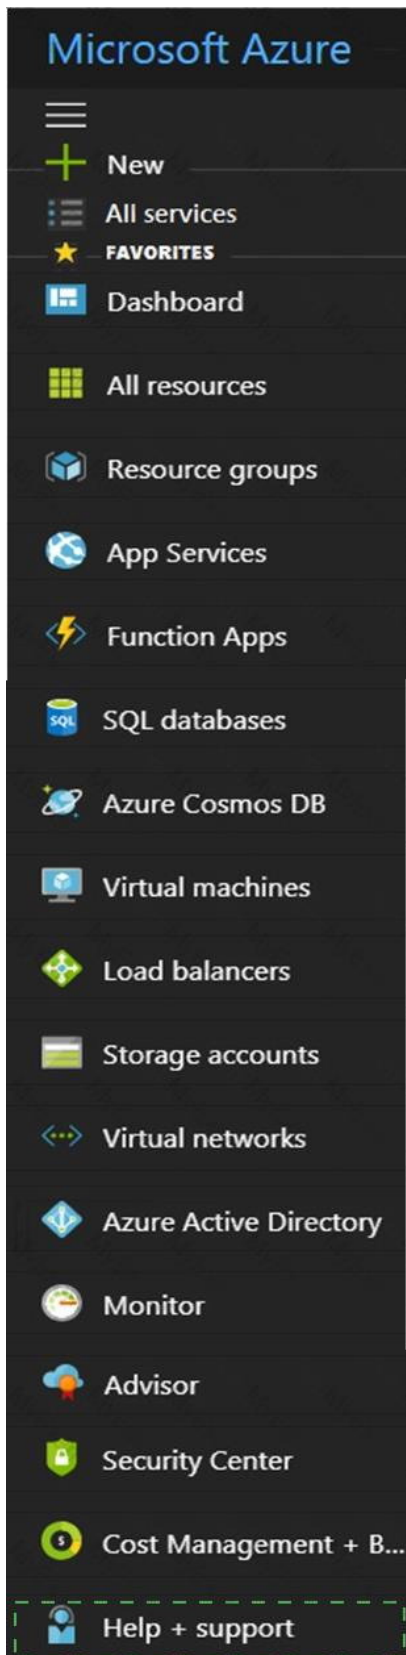 Microsoft Azure
New
All services
FAVORITES
Dashboard
All resources
Resource groups
App Services
Function Apps
SQL databases
Azure Cosmos DB
Virtual machines
Load balancers
Storage accounts
Virtual networks
Azure Active Directory
Monitor
Advisor
Security Center
Cost Management + B...
Help + support